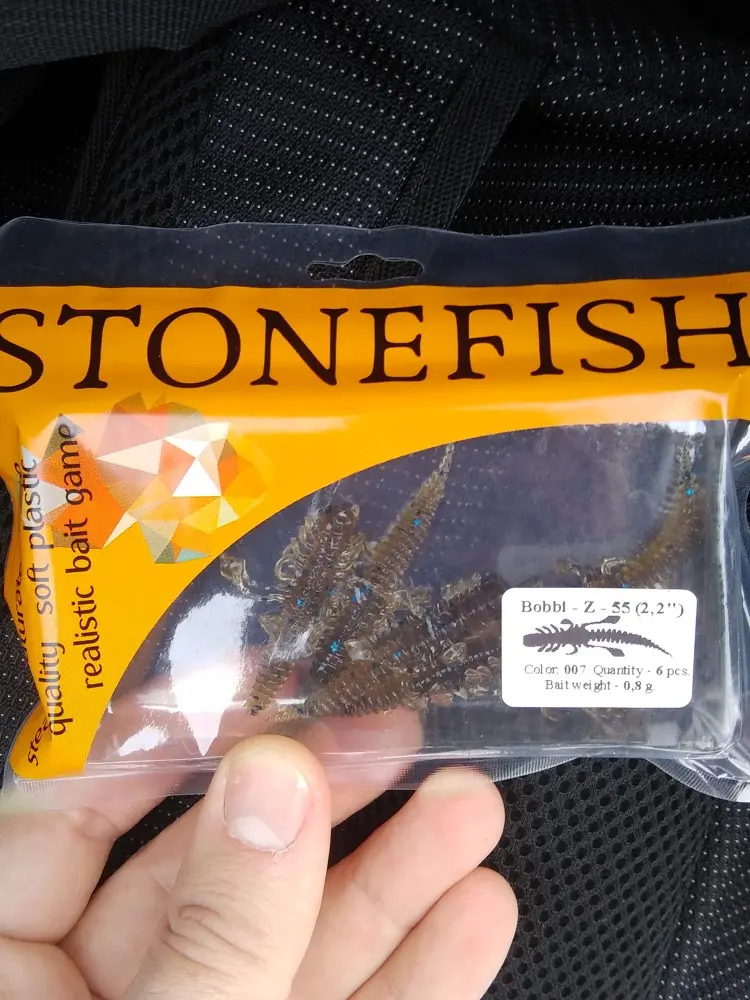 STONEFISH
quality soft plastic
realistic bait game
Bobbl - Z - 55 (2,2")
Color: 007 Quantity - 6 pcs.
Bait weight - 0,8 g.